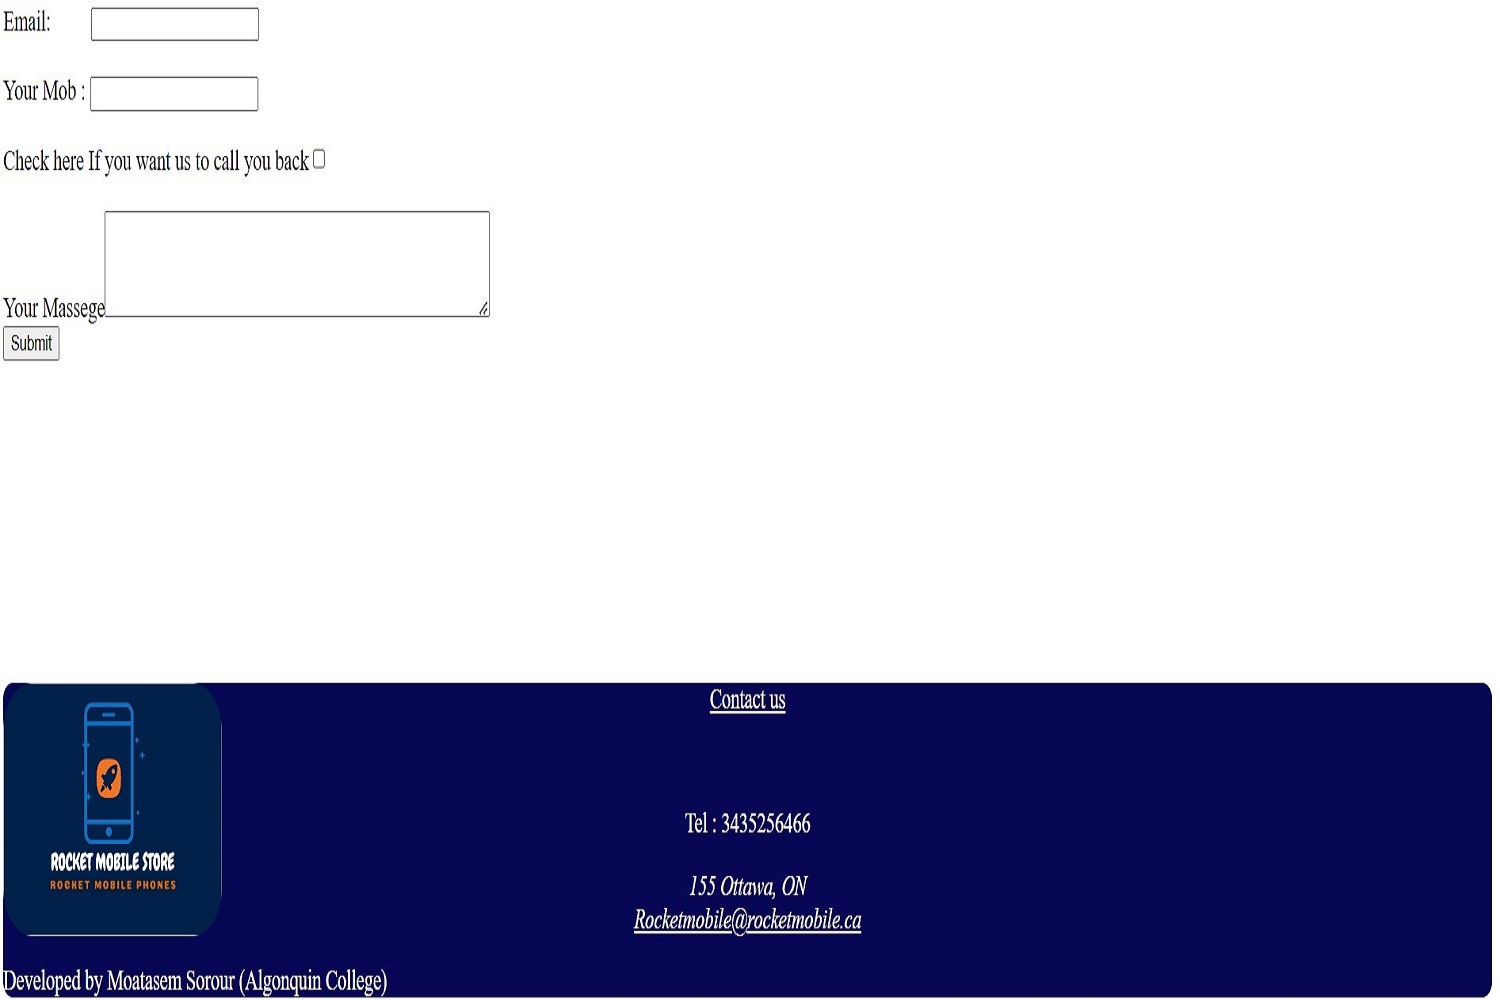 Email:
Your Mob :
Check here If you want us to call you back
Your Massege
Submit
Contact us
Tel : 3435256466
155 Ottawa, ON
Rocketmobile@rocketmobile.ca
ROCKET MOBILE STORE
ROCKET MOBILE PHONES
Developed by Moatasem Sorour (Algonquin College)